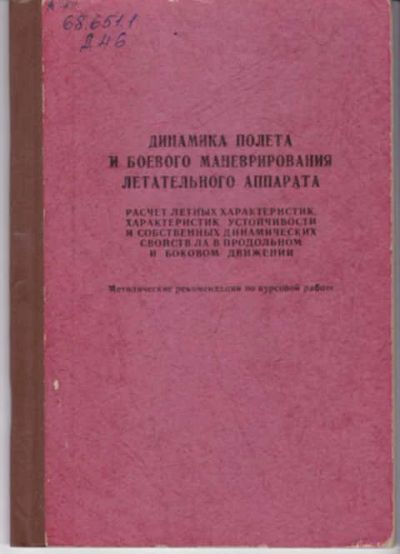 68.651.1
Д46
ДИНАМИКА ПОЛЕТА
И БОЕВОГО МАНЕВРИРОВАНИЯ
ЛЕТАТЕЛЬНОГО АППАРАТА
РАСЧЕТ ЛЕТНЫХ ХАРАКТЕРИСТИК,
ХАРАКТЕРИСТИК УСТОЙЧИВОСТИ
И СОБСТВЕННЫХ ДИНАМИЧЕСКИХ
СВОЙСТВ ЛА В ПРОДОЛЬНОМ
И БОКОВОМ ДВИЖЕНИИ
Методические рекомендации по курсовой работе